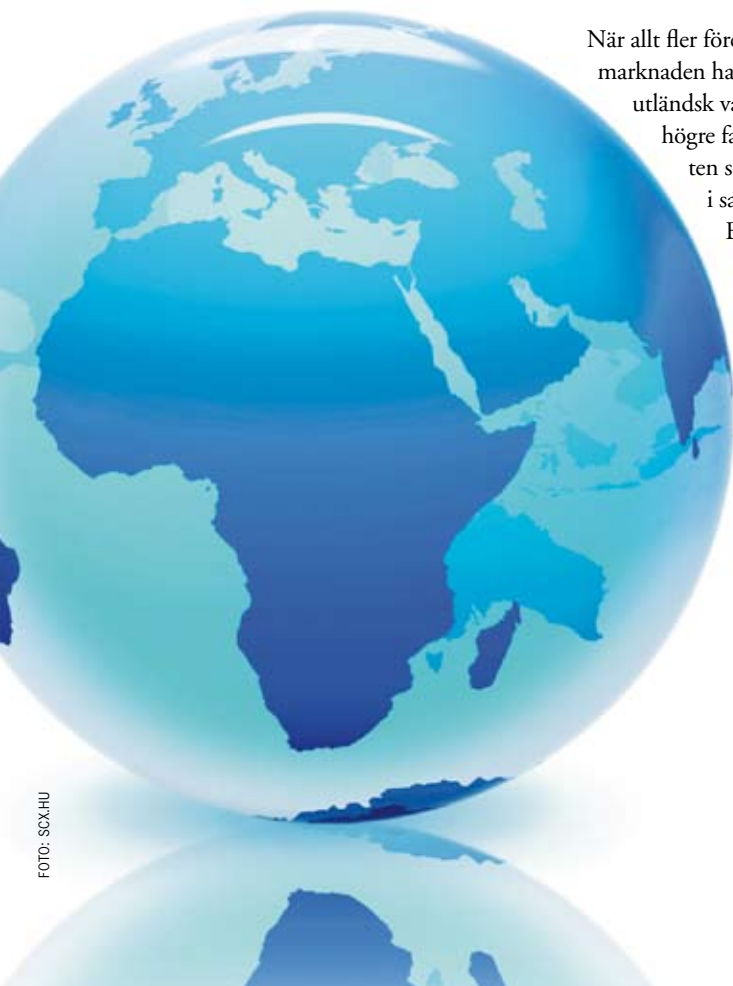 När allt fler före
marknaden ha
utländsk va
högre fa
ten s
i sa
E
FOTO: SCX.HU